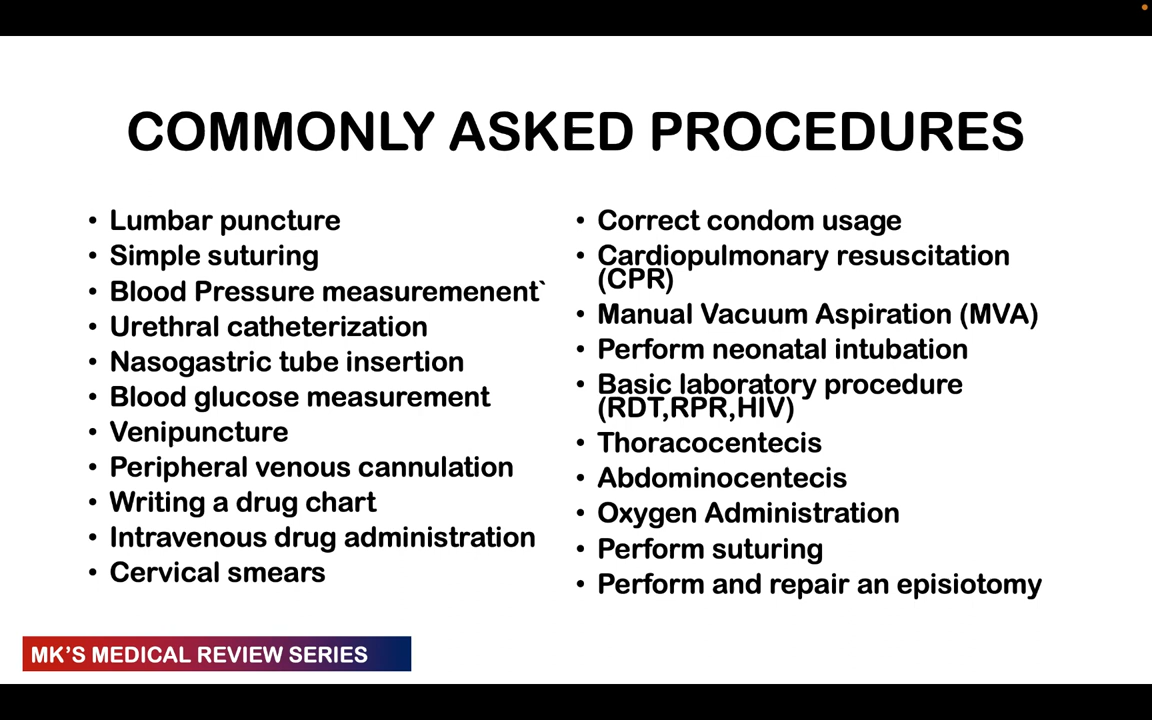 COMMONLY ASKED PROCEDURES
• Lumbar puncture
• Simple suturing
• Blood Pressure measuremenent`
• Urethral catheterization
• Nasogastric tube insertion
• Blood glucose measurement
• Venipuncture
• Peripheral venous cannulation
• Writing a drug chart
• Intravenous drug administration
• Cervical smears
• Correct condom usage
• Cardiopulmonary resuscitation
(CPR)
• Manual Vacuum Aspiration (MVA)
• Perform neonatal intubation
• Basic laboratory procedure
(RDT,RPR,HIV)
• Thoracocentecis
• Abdominocentecis
• Oxygen Administration
• Perform suturing
• Perform and repair an episiotomy
MK'S MEDICAL REVIEW SERIES